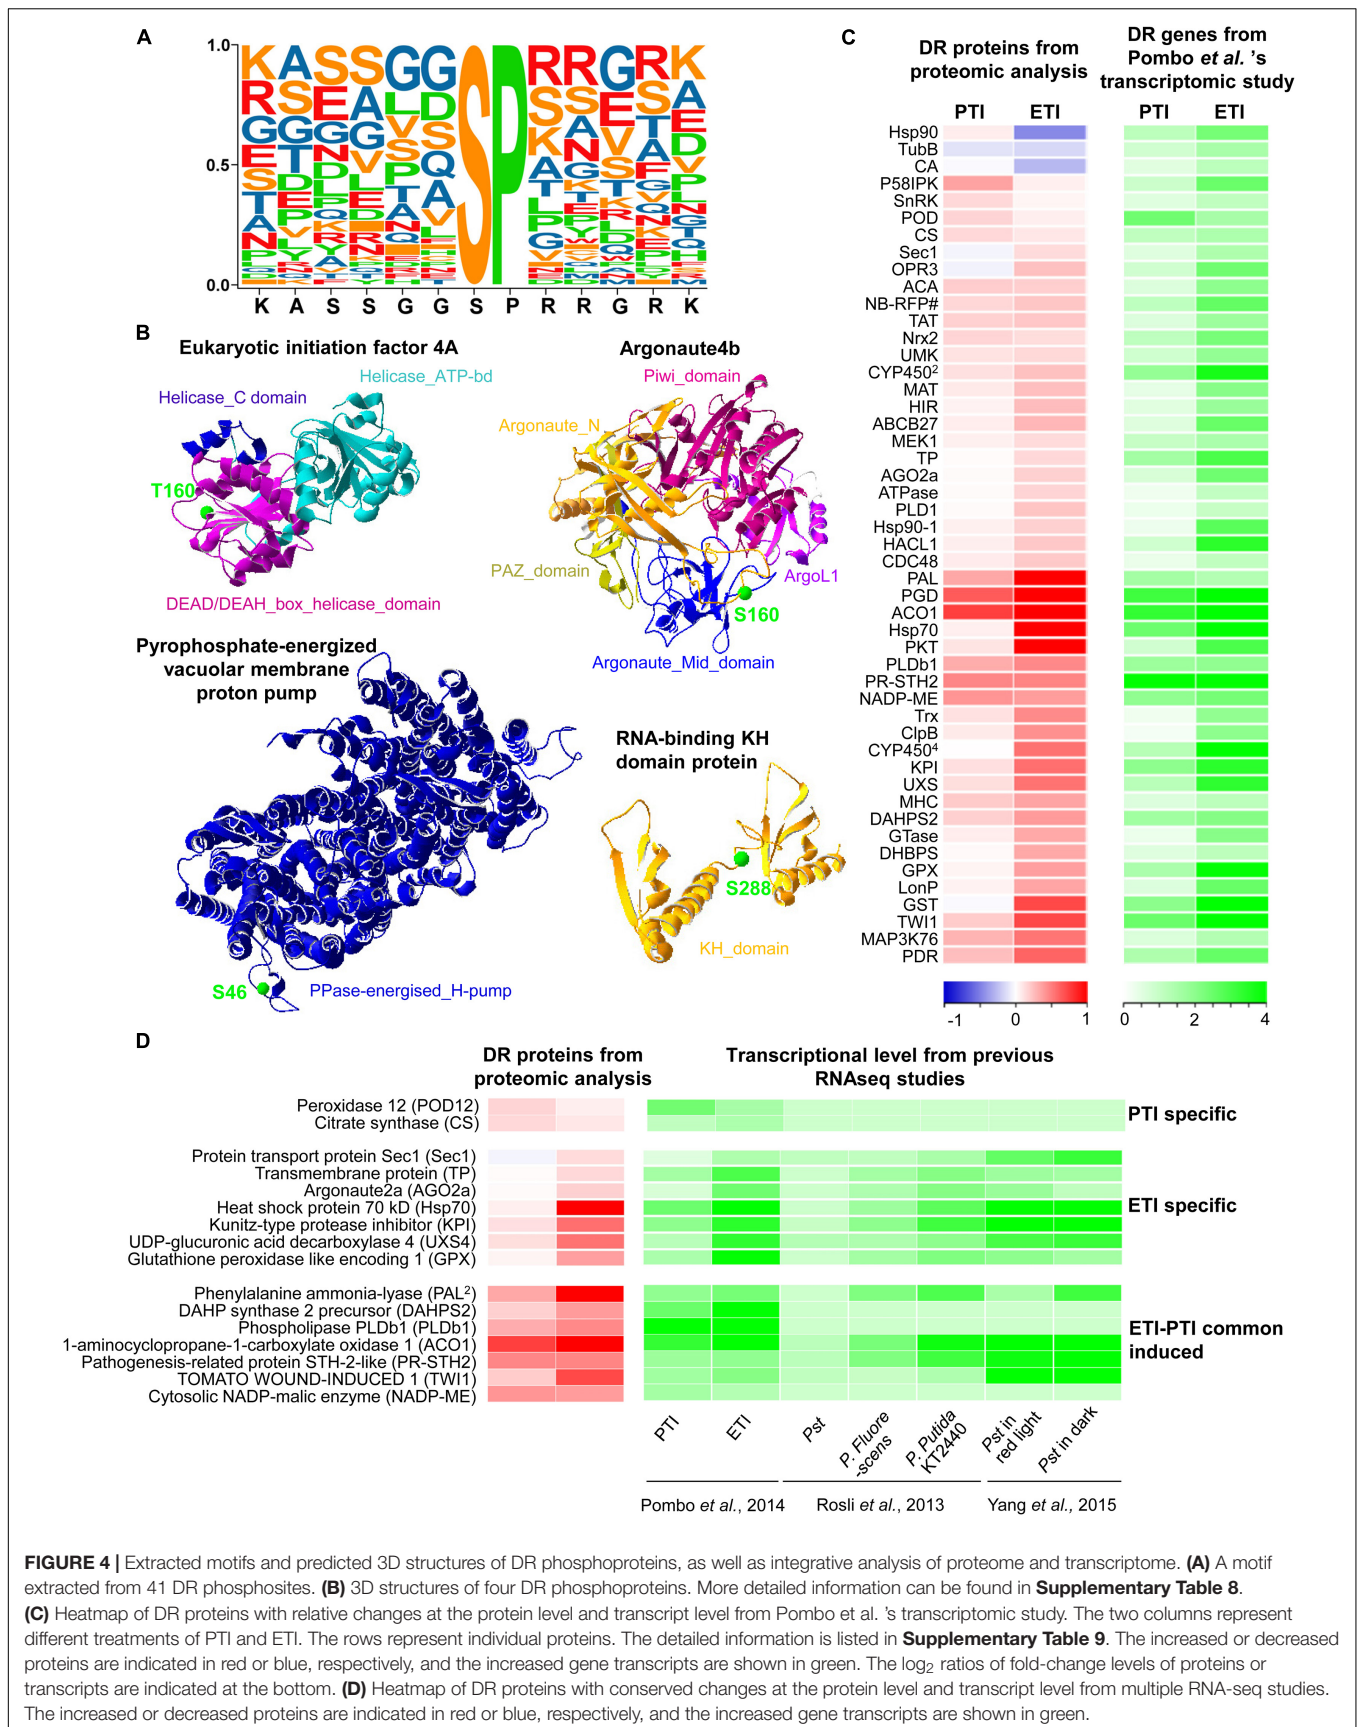 A
1.0
0.5
0.0
K A S S G G S P R R G R K
B
Eukaryotic initiation factor 4A
Helicase_ATP-bd
Helicase_C domain
T160
DEAD/DEAH_box_helicase_domain
Argonaute4b
Piwi_domain
Argonaute_N
PAZ_domain
ArgoL1
S160
Argonaute_Mid_domain
Pyrophosphate-energized
vacuolar membrane
proton pump
S46
PPase-energised_H-pump
RNA-binding KH
domain protein
S288
KH_domain
C
DR proteins from
proteomic analysis
DR genes from
Pombo et al. 's
transcriptomic study
PTI ETI PTI ETI
Hsp90
TubB
CA
P58IPK
SnRK
POD
CS
Sec1
OPR3
ACA
NB-RFP#
TAT
Nrx2
UMK
CYP450²
MAT
HIR
ABCB27
MEK1
TP
AGO2a
ATPase
PLD1
Hsp90-1
HACL1
CDC48
PAL
PGD
ACO1
Hsp70
PKT
PLDb1
PR-STH2
NADP-ME
Trx
ClpB
CYP450⁴
KPI
UXS
MHC
DAHPS2
GTase
DHBPS
GPX
LonP
GST
TWI1
MAP3K76
PDR
-1 0 1 0 2 4
D
DR proteins from
proteomic analysis
Transcriptional level from previous
RNAseq studies
Peroxidase 12 (POD12)
Citrate synthase (CS)
PTI specific
Protein transport protein Sec1 (Sec1)
Transmembrane protein (TP)
Argonaute2a (AGO2a)
Heat shock protein 70 kD (Hsp70)
Kunitz-type protease inhibitor (KPI)
UDP-glucuronic acid decarboxylase 4 (UXS4)
Glutathione peroxidase like encoding 1 (GPX)
ETI specific
Phenylalanine ammonia-lyase (PAL²)
DAHP synthase 2 precursor (DAHPS2)
Phospholipase PLDb1 (PLDb1)
1-aminocyclopropane-1-carboxylate oxidase 1 (ACO1)
Pathogenesis-related protein STH-2-like (PR-STH2)
TOMATO WOUND-INDUCED 1 (TWI1)
Cytosolic NADP-malic enzyme (NADP-ME)
ETI-PTI common
induced
PTI
ETI
Pst
P. Fluore
-scens
P. Putida
KT2440
Pst in
red light
Pst in dark
Pombo et al., 2014
Rosli et al., 2013
Yang et al., 2015
FIGURE 4 | Extracted motifs and predicted 3D structures of DR phosphoproteins, as well as integrative analysis of proteome and transcriptome. (A) A motif
extracted from 41 DR phosphosites. (B) 3D structures of four DR phosphoproteins. More detailed information can be found in Supplementary Table 8.
(C) Heatmap of DR proteins with relative changes at the protein level and transcript level from Pombo et al. 's transcriptomic study. The two columns represent
different treatments of PTI and ETI. The rows represent individual proteins. The detailed information is listed in Supplementary Table 9. The increased or decreased
proteins are indicated in red or blue, respectively, and the increased gene transcripts are shown in green. The log₂ ratios of fold-change levels of proteins or
transcripts are indicated at the bottom. (D) Heatmap of DR proteins with conserved changes at the protein level and transcript level from multiple RNA-seq studies.
The increased or decreased proteins are indicated in red or blue, respectively, and the increased gene transcripts are shown in green.